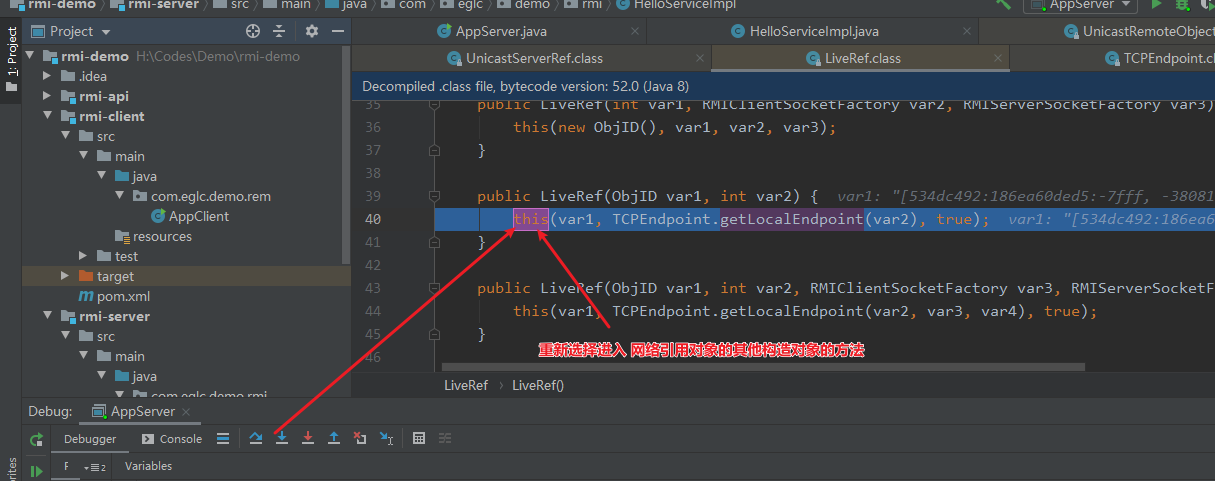 rmi-demo rmi-server src main java com eglc demo rmi HelloServiceImpl AppServer
1: Project
Project
AppServer.java HelloServiceImpl.java UnicastRemoteObject
UnicastServerRef.class LiveRef.class TCPEndpoint.cl
Decompiled .class file, bytecode version: 52.0 (Java 8)
rmi-demo H:\Codes\Demo\rmi-demo
.idea
rmi-api
rmi-client
src
main
java
com.eglc.demo.rem
AppClient
resources
test
target
pom.xml
rmi-server
src
main
java
com.eglc.demo.rmi
35 public LiveRef(int var1, RMIClientSocketFactory var2, RMIServerSocketFactory var3)
36 this(new ObjID(), var1, var2, var3);
37 }
38
39 public LiveRef(ObjID var1, int var2) { var1: "[534dc492:186ea60ded5:-7fff, -38081
40 this(var1, TCPEndpoint.getLocalEndpoint(var2), true); var1: "[534dc492:186ea6
41 }
42
43 public LiveRef(ObjID var1, int var2, RMIClientSocketFactory var3, RMIServerSocketF
44 this(var1, TCPEndpoint.getLocalEndpoint(var2, var3, var4), true);
45 }
46
重新选择进入 网络引用对象的其他构造对象的方法
LiveRef LiveRef()
Debug: AppServer
Debugger Console
F 2 Variables